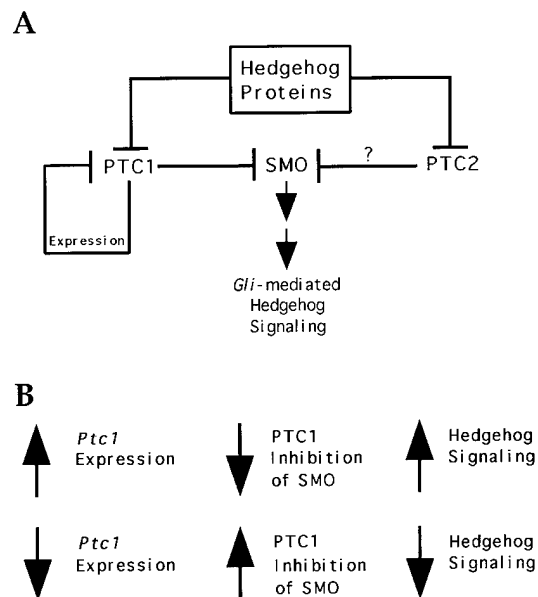 A
Hedgehog
Proteins
PTC1
SMO
?
PTC2
Expression
Gli-mediated
Hedgehog
Signaling
B
Ptc1
Expression
PTC1
Inhibition
of SMO
Hedgehog
Signaling
Ptc1
Expression
PTC1
Inhibition
of SMO
Hedgehog
Signaling